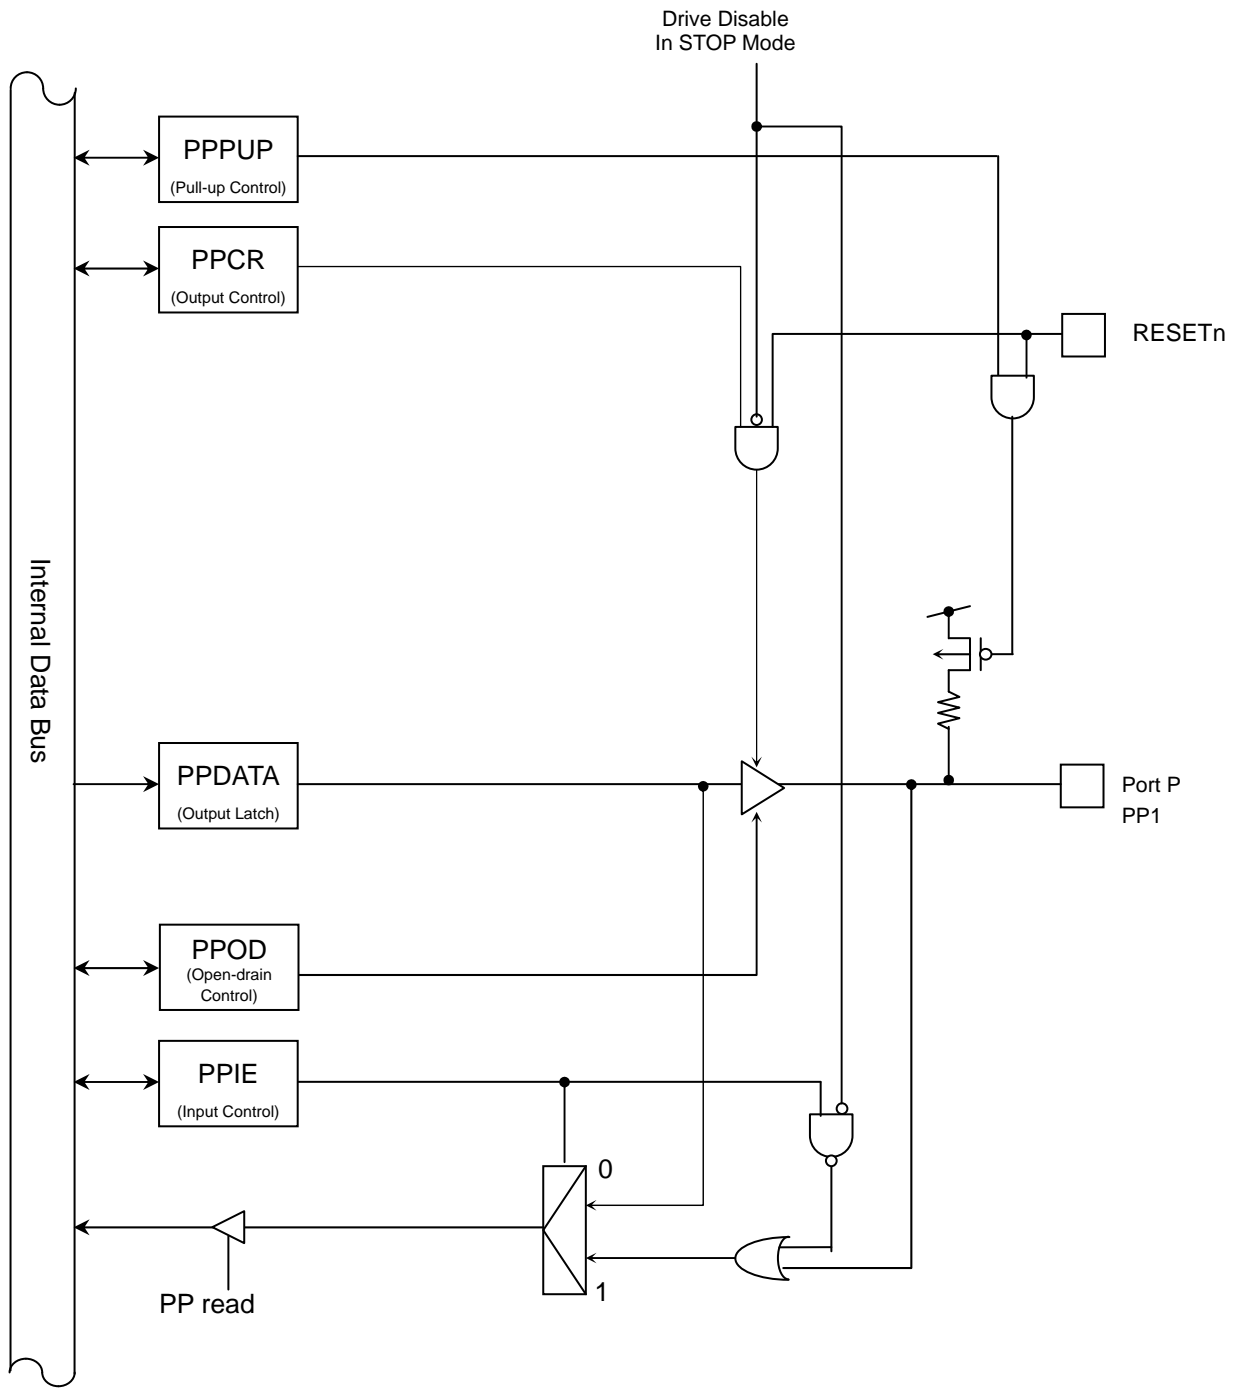 Drive Disable
In STOP Mode
PPPUP
(Pull-up Control)
PPCR
(Output Control)
RESETn
Internal Data Bus
PPDATA
(Output Latch)
Port P
PP1
PPOD
(Open-drain
Control)
PPIE
(Input Control)
0
1
PP read